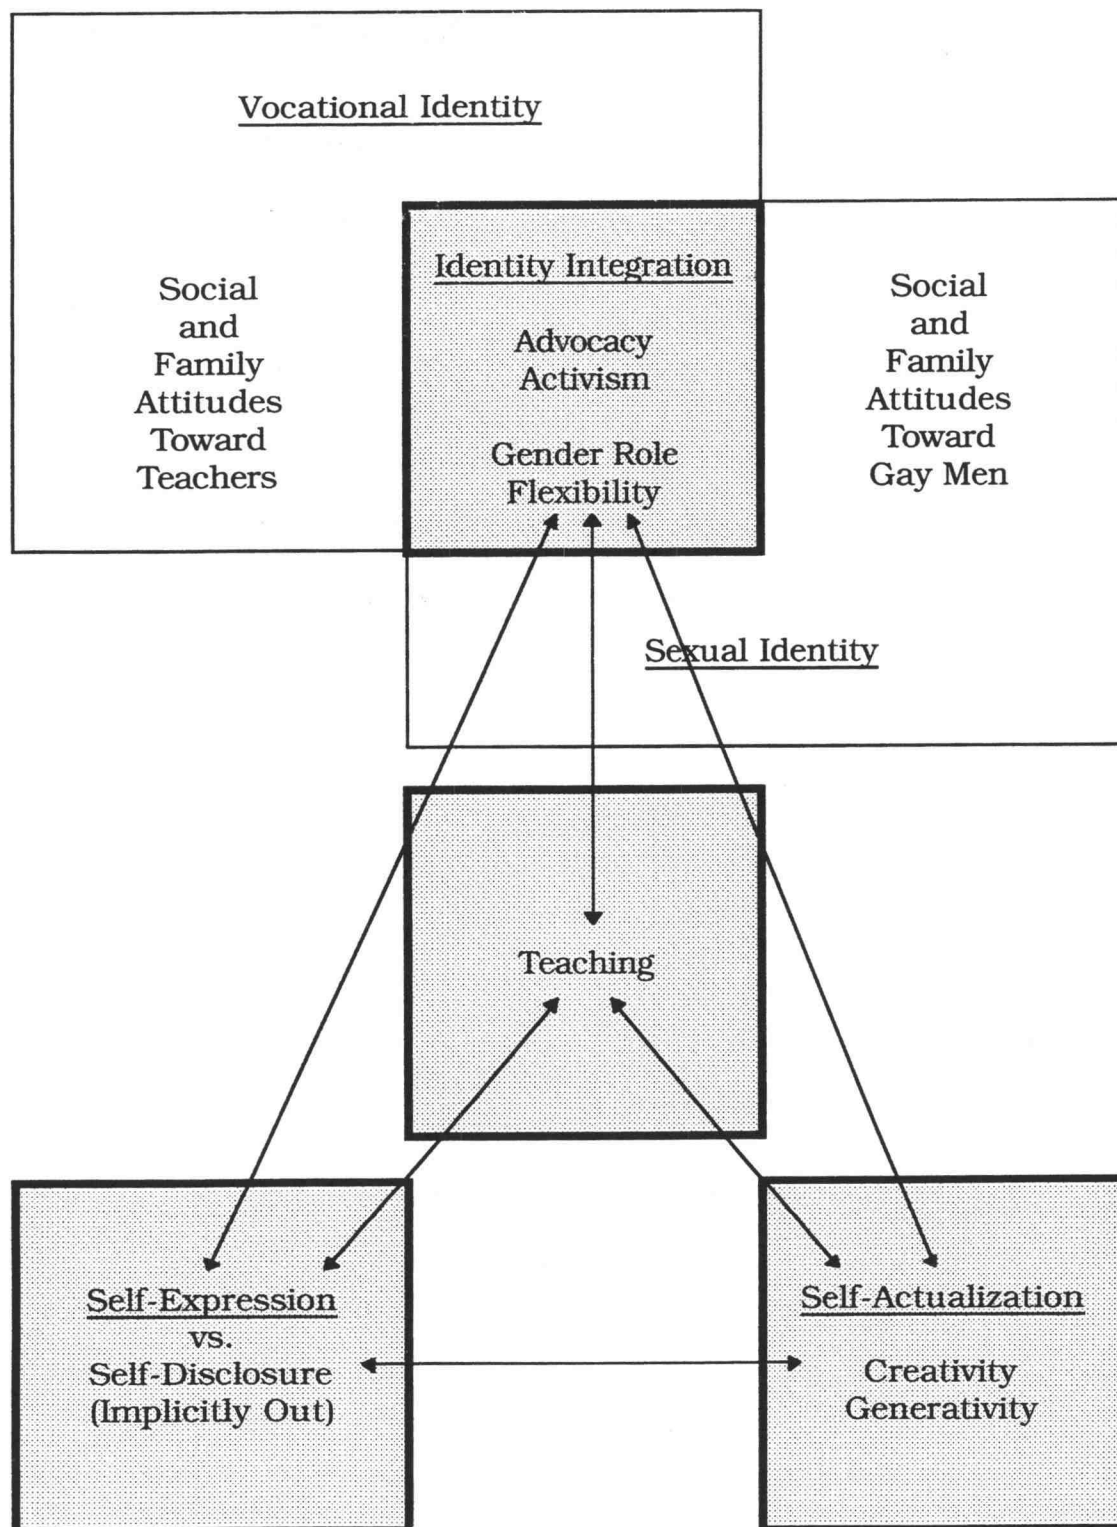 Vocational Identity
Social
and
Family
Attitudes
Toward
Teachers
Identity Integration
Advocacy
Activism
Gender Role
Flexibility
Social
and
Family
Attitudes
Toward
Gay Men
Sexual Identity
Teaching
Self-Expression
vs.
Self-Disclosure
(Implicitly Out)
Self-Actualization
Creativity
Generativity